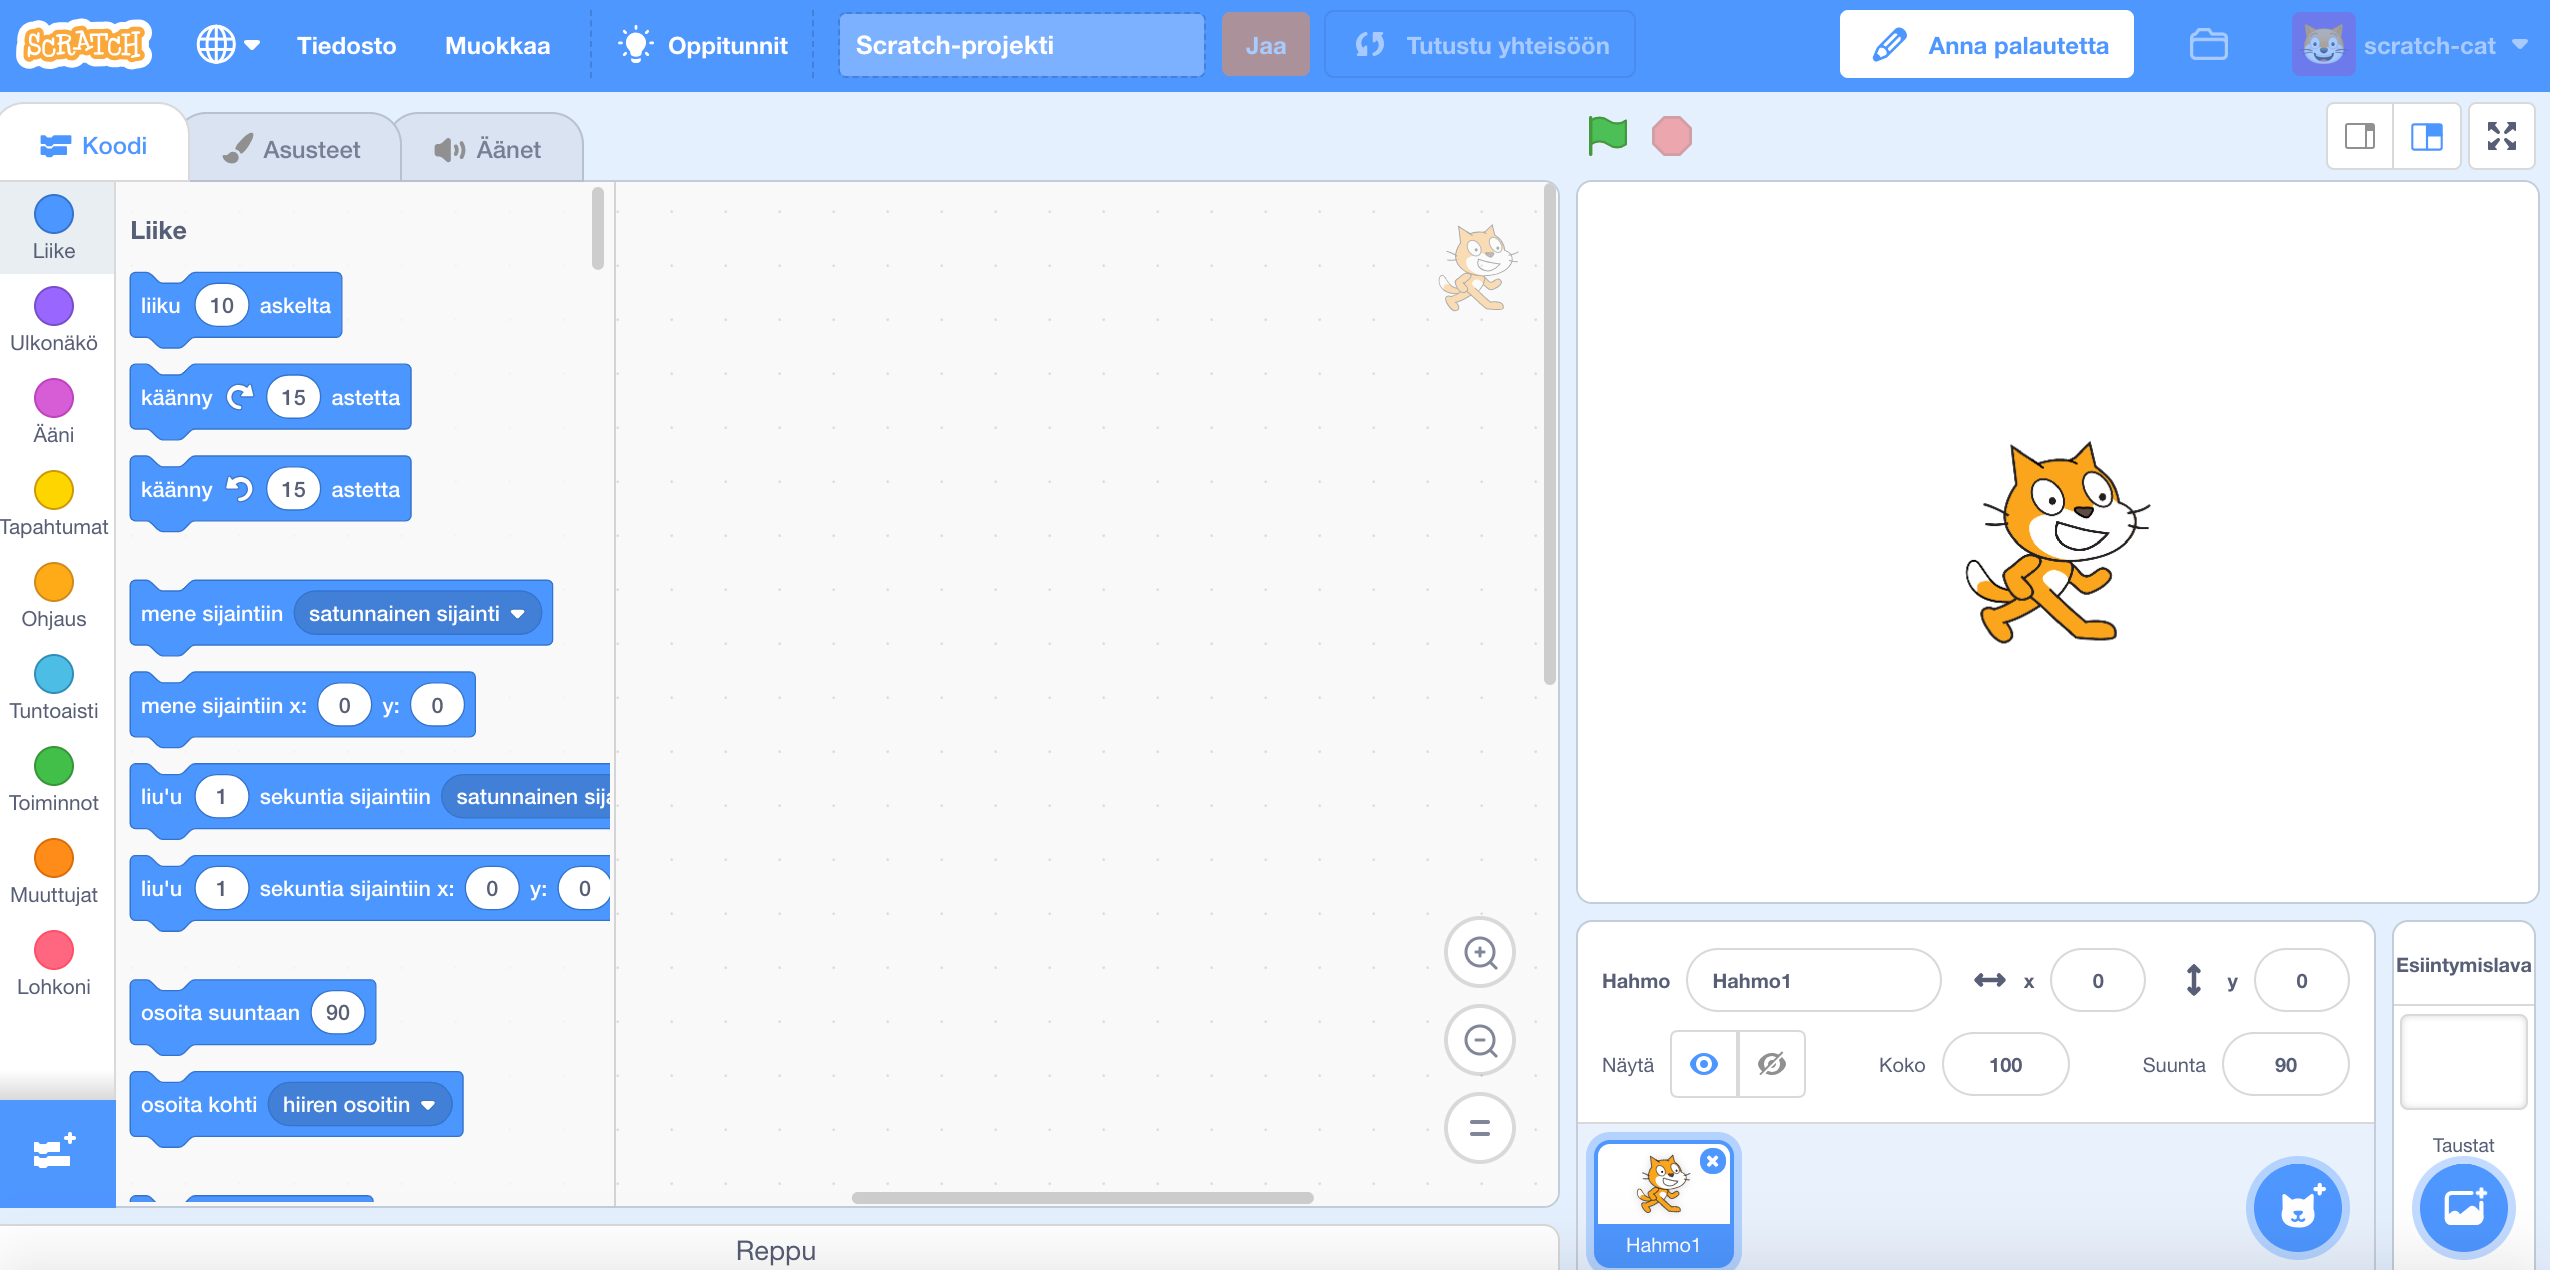 SCRATCH Tiedosto Muokkaa Oppitunnit Scratch-projekti Jaa Tutustu yhteisöön Anna palautetta scratch-cat
Koodi Asusteet Äänet
Liike
Ulkonäkö
Ääni
Tapahtumat
Ohjaus
Tuntoaisti
Toiminnot
Muuttujat
Lohkoni
Liike
liiku 10 askelta
käänny 15 astetta
käänny 15 astetta
mene sijaintiin satunnainen sijainti
mene sijaintiin x: 0 y: 0
liu'u 1 sekuntia sijaintiin satunnainen sija
liu'u 1 sekuntia sijaintiin x: 0 y: 0
osoita suuntaan 90
osoita kohti hiiren osoitin
Reppu
Hahmo Hahmo1 x 0 y 0
Näytä Koko 100 Suunta 90
Hahmo1
Esiintymislava
Taustat